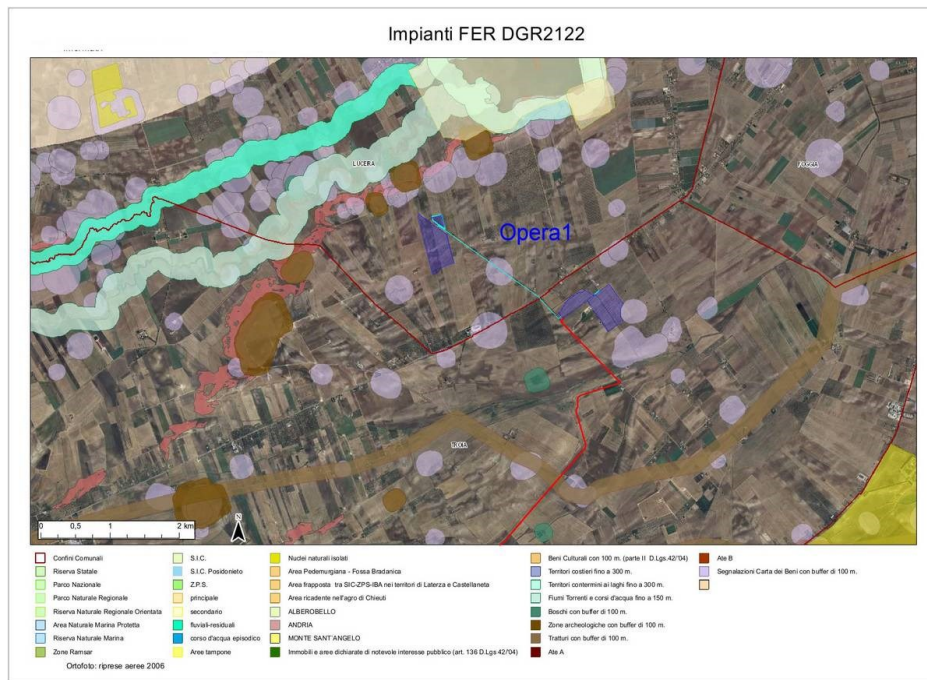 Impianti FER DGR2122
LUCERA
FOGGIA
Opera1
0 0,5 1 2 km
N
Confini Comunali
Riserva Statale
Parco Nazionale
Parco Naturale Regionale
Riserva Naturale Regionale Orientata
Area Naturale Marina Protetta
Riserva Naturale Marina
Zone Ramsar
S.I.C.
S.I.C. Posidonieto
Z.P.S.
principale
secondario
fluviali-residuali
corso d'acqua episodico
Aree tampone
Nuclei naturali isolati
Area Pedemurgiana - Fossa Bradanica
Area frapposta tra SIC-ZPS-IBA nei territori di Laterza e Castellaneta
Area ricadente nell'agro di Chieuti
ALBEROBELLO
ANDRIA
MONTE SANT'ANGELO
Immobili e aree dichiarate di notevole interesse pubblico (art. 136 D.Lgs 42/04)
Beni Culturali con 100 m. (parte II D.Lgs.42/'04)
Territori costieri fino a 300 m.
Territori contermini ai laghi fino a 300 m.
Fiumi Torrenti e corsi d'acqua fino a 150 m.
Boschi con buffer di 100 m.
Zone archeologiche con buffer di 100 m.
Tratturi con buffer di 100 m.
Ate A
Ate B
Segnalazioni Carta dei Beni con buffer di 100 m.
Ortofoto: riprese aeree 2006